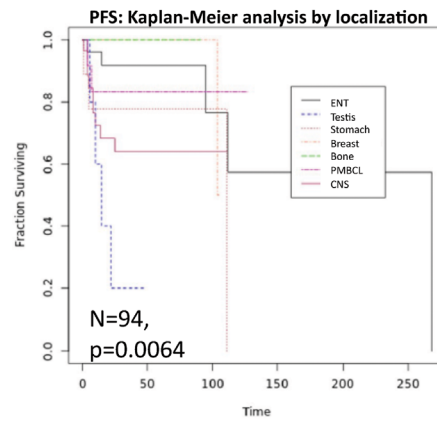 PFS: Kaplan-Meier analysis by localization
Fraction Surviving
1.0
0.8
0.6
0.4
0.2
0.0
ENT
Testis
Stomach
Breast
Bone
PMBCL
CNS
N=94,
p=0.0064
0
50
100
150
200
250
Time